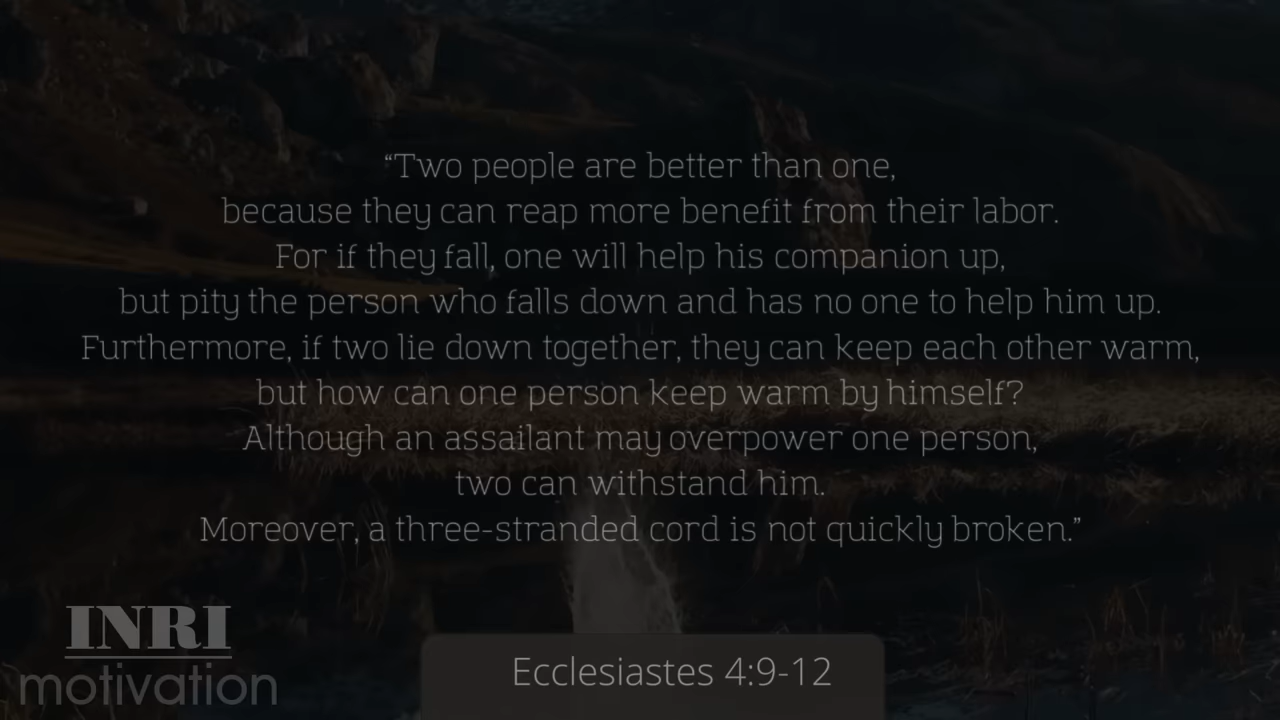 “Two people are better than one,
because they can reap more benefit from their labor.
For if they fall, one will help his companion up,
but pity the person who falls down and has no one to help him up.
Furthermore, if two lie down together, they can keep each other warm,
but how can one person keep warm by himself?
Although an assailant may overpower one person,
two can withstand him.
Moreover, a three-stranded cord is not quickly broken.”
INRI
motivation
Ecclesiastes 4:9-12